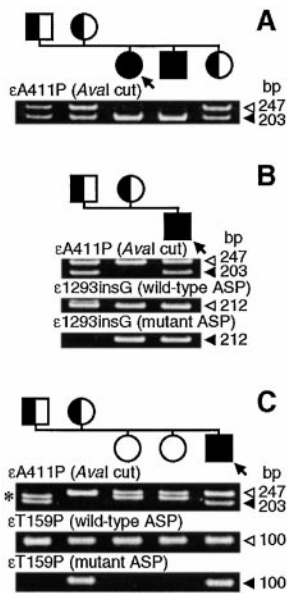 A
εA411P (AvaI cut)
bp
247
203
B
bp
εA411P (AvaI cut)
247
203
ε1293insG (wild-type ASP)
212
ε1293insG (mutant ASP)
212
C
bp
εA411P (AvaI cut)
247
*
203
εT159P (wild-type ASP)
100
εT159P (mutant ASP)
100